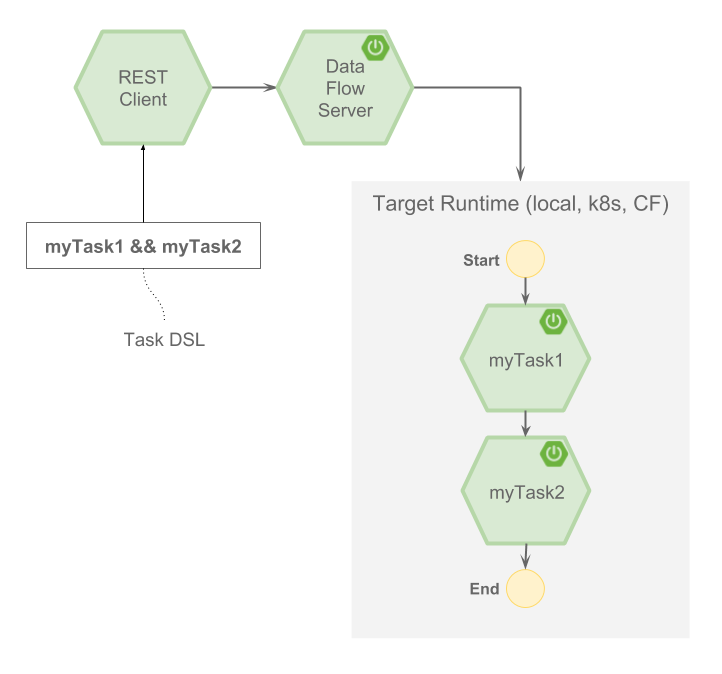 REST
Client
Data
Flow
Server
myTask1 && myTask2
Task DSL
Target Runtime (local, k8s, CF)
Start
myTask1
myTask2
End